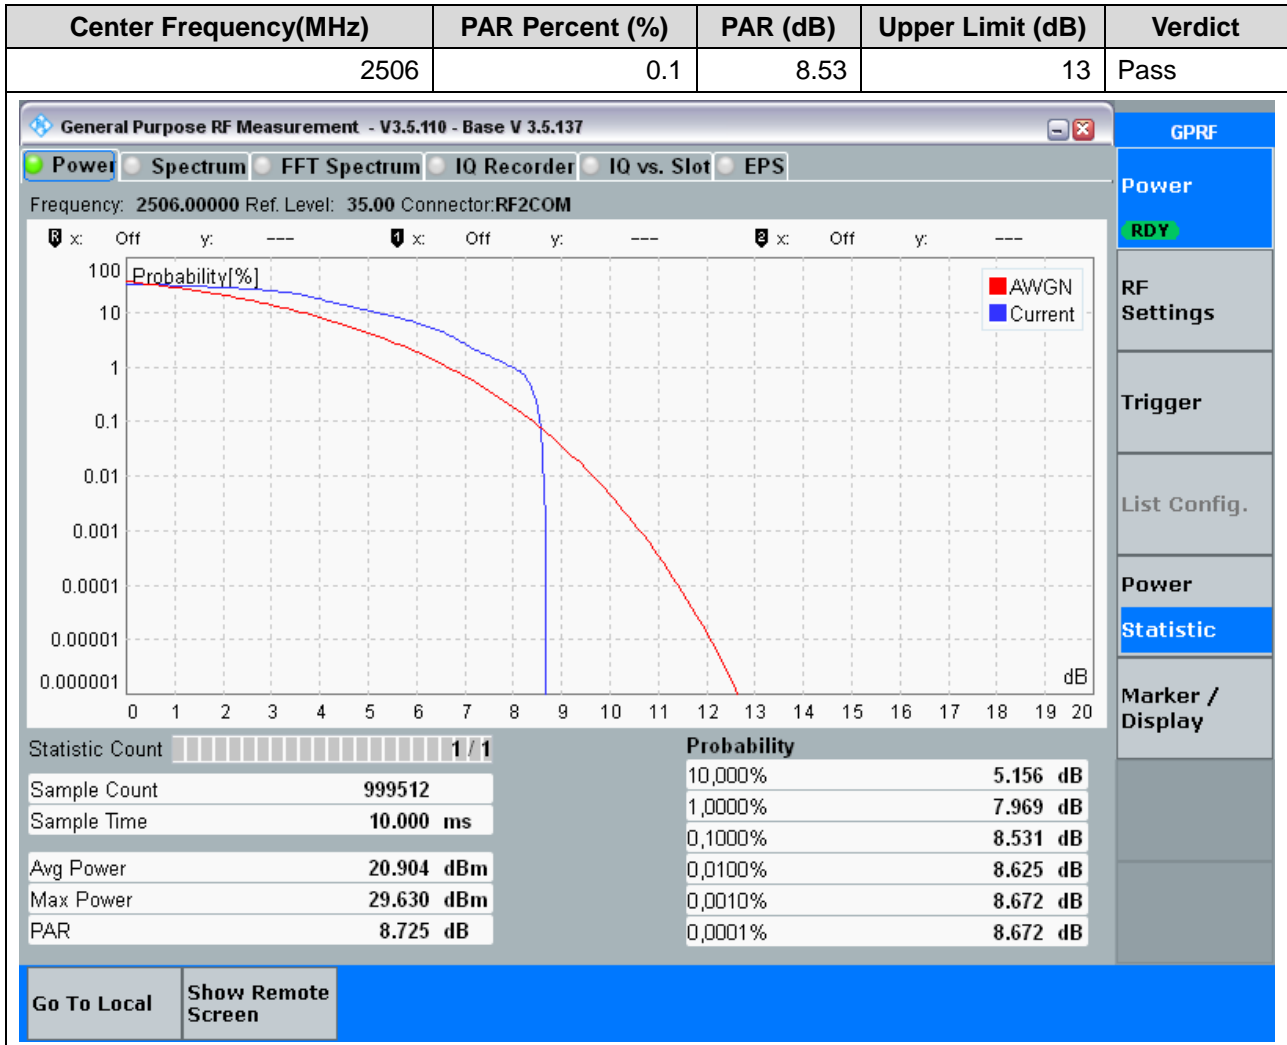 Center Frequency(MHz) PAR Percent (%) PAR (dB) Upper Limit (dB) Verdict
2506 0.1 8.53 13 Pass
General Purpose RF Measurement - V3.5.110 - Base V 3.5.137
GPRF
Power Spectrum FFT Spectrum IQ Recorder IQ vs. Slot EPS
Frequency: 2506.00000 Ref. Level: 35.00 Connector:RF2COM
R x: Off y: --- 1 x: Off y: --- 2 x: Off y: ---
Probability[%]
100
10
1
0.1
0.01
0.001
0.0001
0.00001
0.000001
AWGN
Current
dB
0 1 2 3 4 5 6 7 8 9 10 11 12 13 14 15 16 17 18 19 20
Statistic Count 1 / 1
Sample Count 999512
Sample Time 10.000 ms
Avg Power 20.904 dBm
Max Power 29.630 dBm
PAR 8.725 dB
Probability
10,000% 5.156 dB
1,0000% 7.969 dB
0,1000% 8.531 dB
0,0100% 8.625 dB
0,0010% 8.672 dB
0,0001% 8.672 dB
Power
RDY
RF
Settings
Trigger
List Config.
Power
Statistic
Marker /
Display
Go To Local
Show Remote
Screen